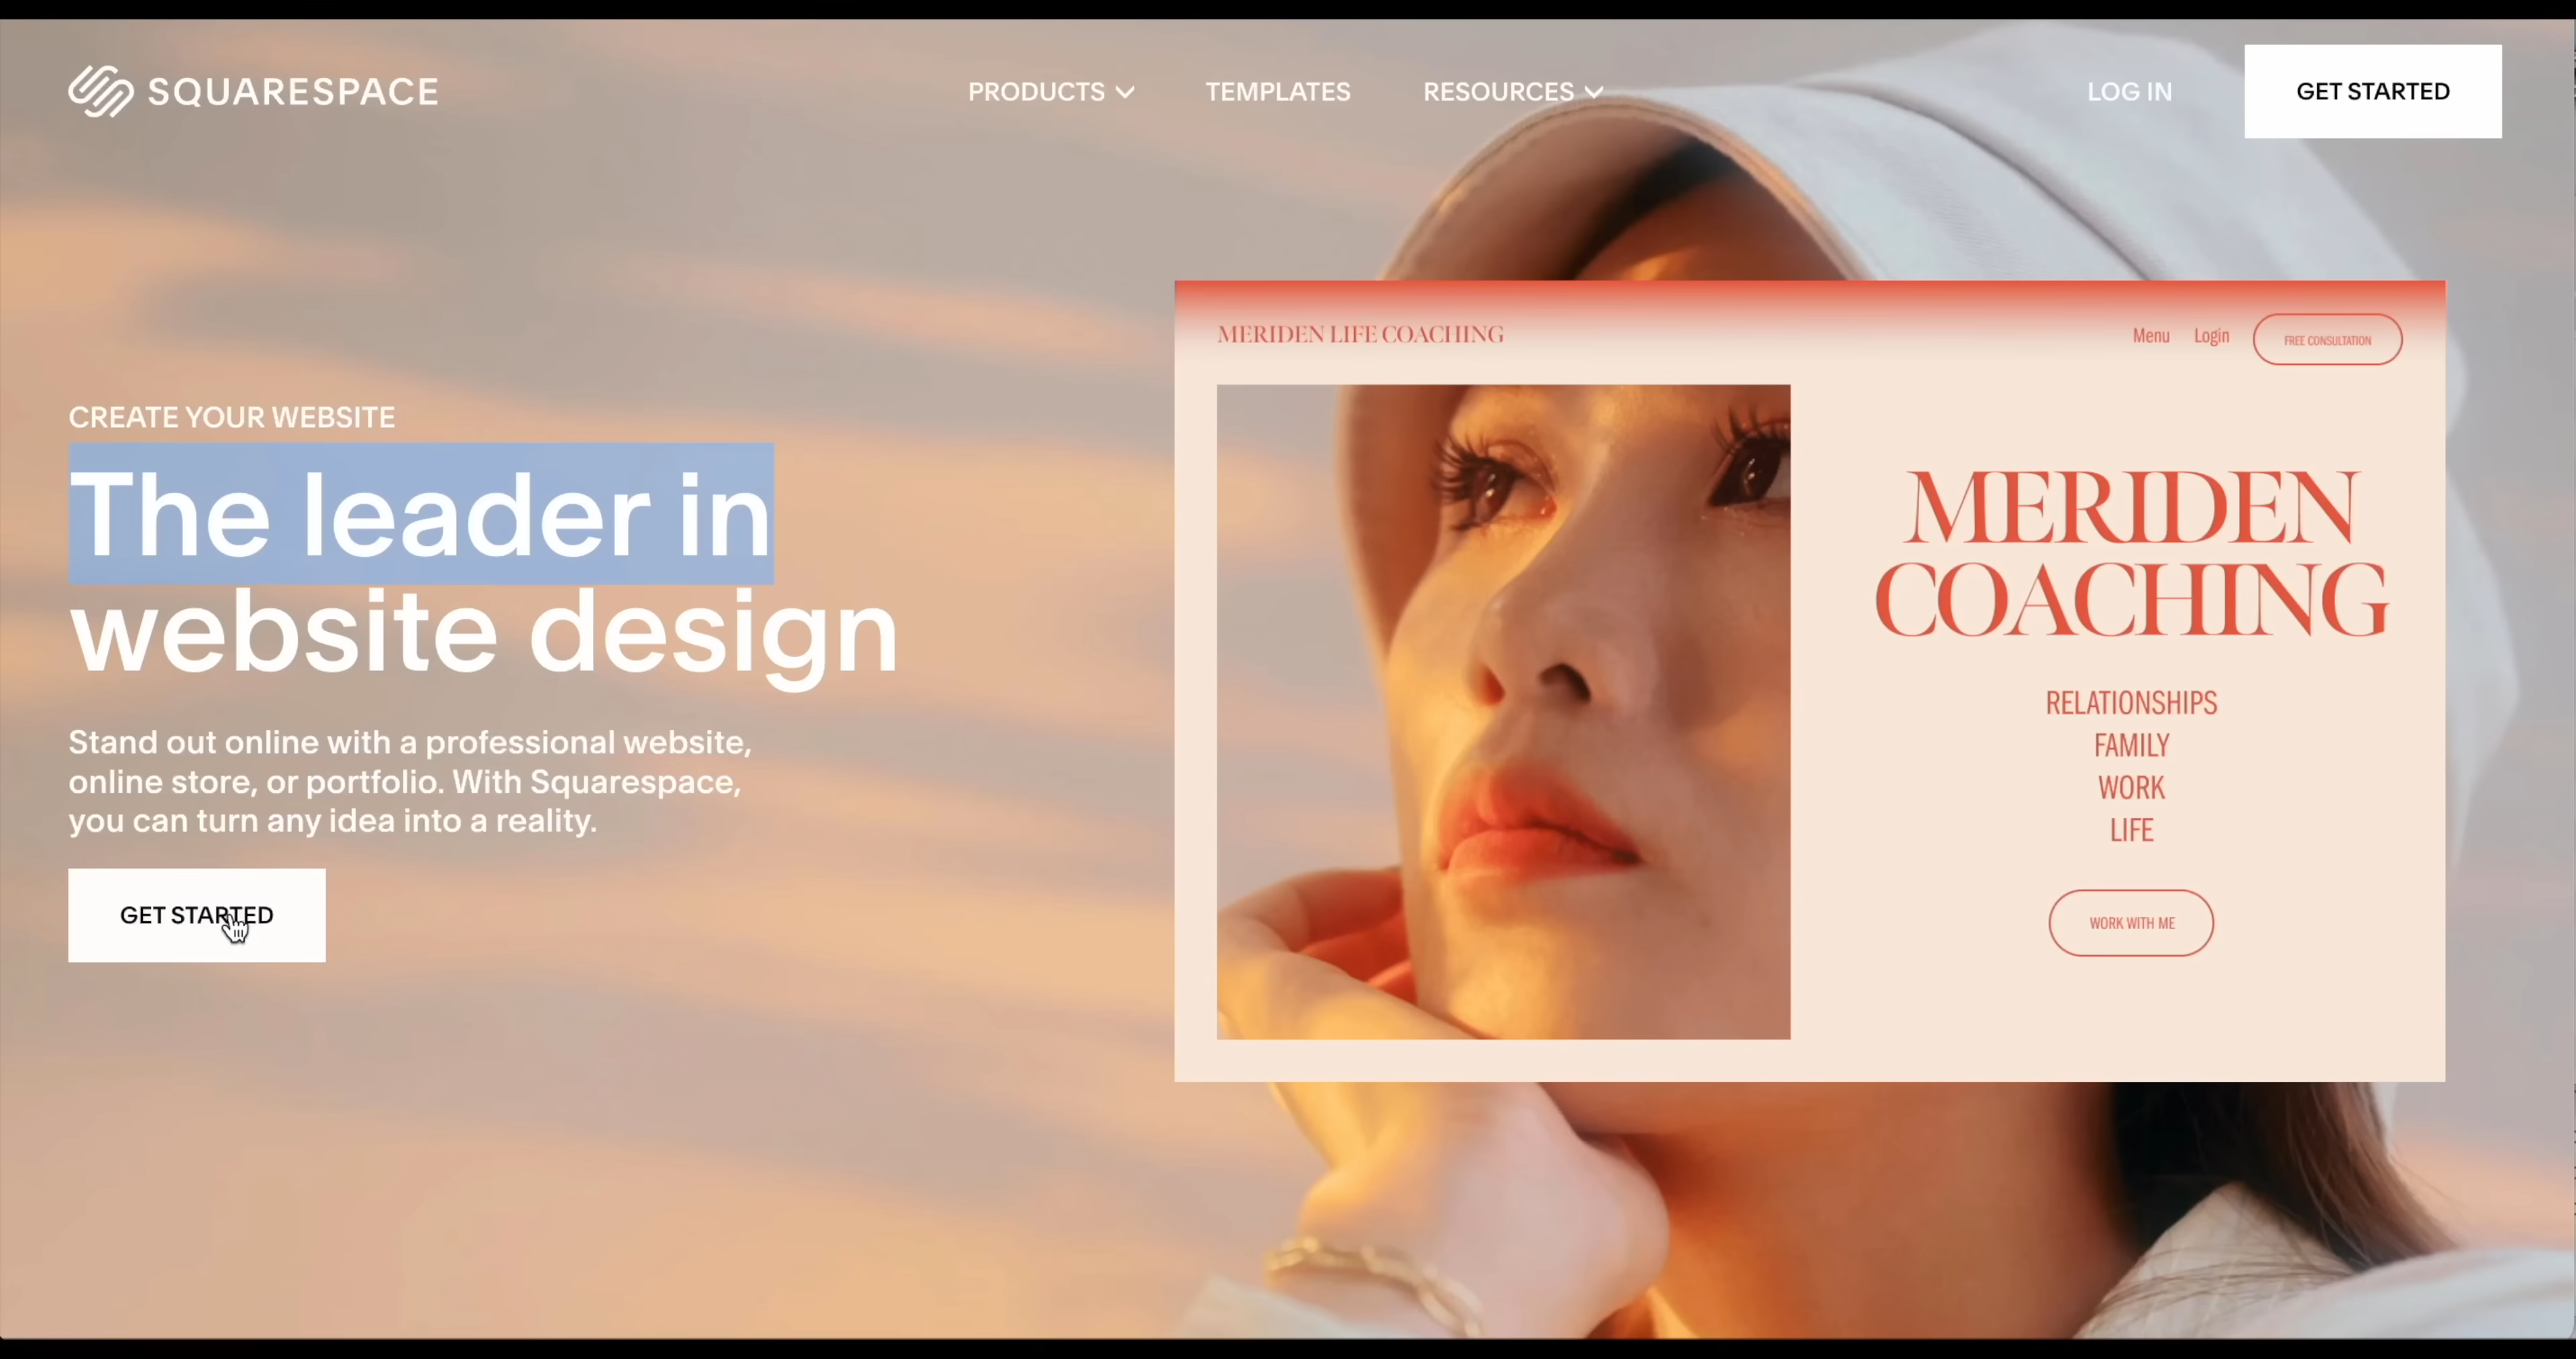 SQUARESPACE
PRODUCTS
TEMPLATES
RESOURCES
LOG IN
GET STARTED
CREATE YOUR WEBSITE
The leader in
website design
Stand out online with a professional website,
online store, or portfolio. With Squarespace,
you can turn any idea into a reality.
GET STARTED
MERIDEN LIFE COACHING
Menu
Login
FREE CONSULTATION
MERIDEN
COACHING
RELATIONSHIPS
FAMILY
WORK
LIFE
WORK WITH ME